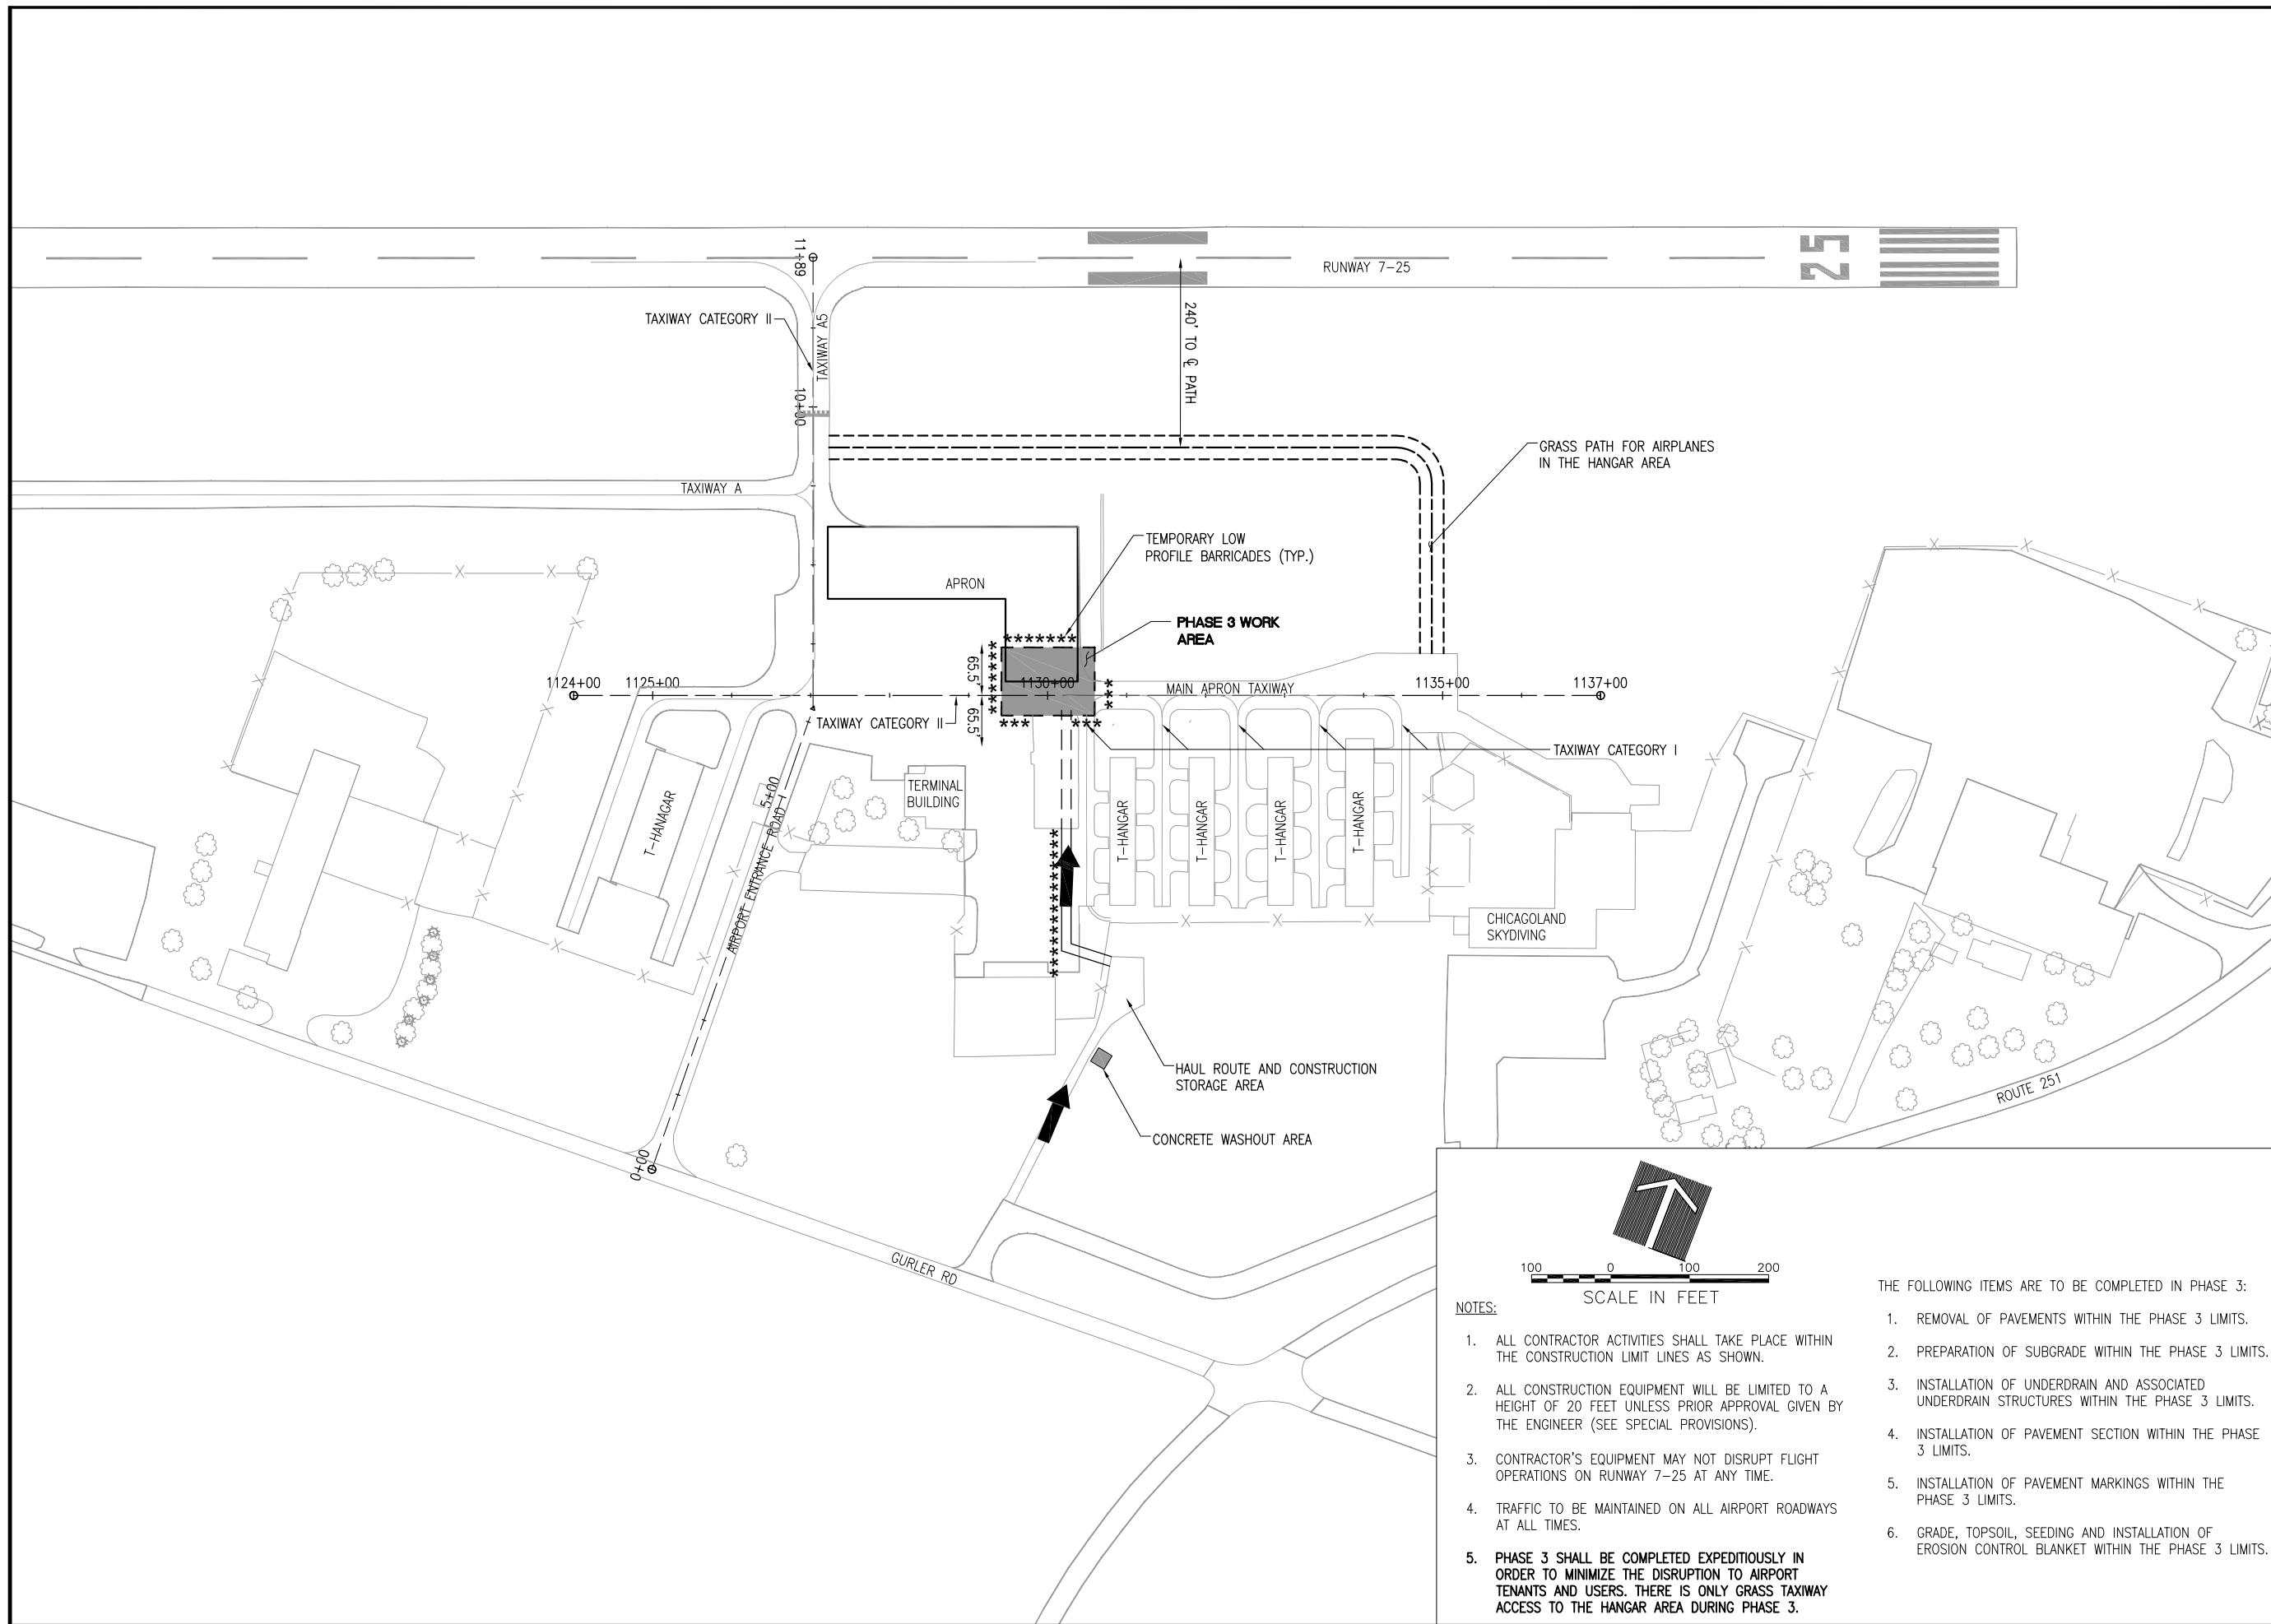 11+89
RUNWAY 7-25
25
TAXIWAY CATEGORY II
TAXIWAY A5
240' TO ℄ PATH
10+00
GRASS PATH FOR AIRPLANES
IN THE HANGAR AREA
TAXIWAY A
TEMPORARY LOW
PROFILE BARRICADES (TYP.)
APRON
PHASE 3 WORK
AREA
65.5'
65.5'
1124+00
1125+00
1130+00
MAIN APRON TAXIWAY
1135+00
1137+00
TAXIWAY CATEGORY II
TAXIWAY CATEGORY I
5+00
TERMINAL
BUILDING
T-HANAGAR
T-HANGAR
T-HANGAR
T-HANGAR
T-HANGAR
AIRPORT ENTRANCE ROAD
CHICAGOLAND
SKYDIVING
HAUL ROUTE AND CONSTRUCTION
STORAGE AREA
ROUTE 251
CONCRETE WASHOUT AREA
0+00
GURLER RD
100 0 100 200
SCALE IN FEET
NOTES:
1. ALL CONTRACTOR ACTIVITIES SHALL TAKE PLACE WITHIN
THE CONSTRUCTION LIMIT LINES AS SHOWN.
2. ALL CONSTRUCTION EQUIPMENT WILL BE LIMITED TO A
HEIGHT OF 20 FEET UNLESS PRIOR APPROVAL GIVEN BY
THE ENGINEER (SEE SPECIAL PROVISIONS).
3. CONTRACTOR'S EQUIPMENT MAY NOT DISRUPT FLIGHT
OPERATIONS ON RUNWAY 7-25 AT ANY TIME.
4. TRAFFIC TO BE MAINTAINED ON ALL AIRPORT ROADWAYS
AT ALL TIMES.
5. PHASE 3 SHALL BE COMPLETED EXPEDITIOUSLY IN
ORDER TO MINIMIZE THE DISRUPTION TO AIRPORT
TENANTS AND USERS. THERE IS ONLY GRASS TAXIWAY
ACCESS TO THE HANGAR AREA DURING PHASE 3.
THE FOLLOWING ITEMS ARE TO BE COMPLETED IN PHASE 3:
1. REMOVAL OF PAVEMENTS WITHIN THE PHASE 3 LIMITS.
2. PREPARATION OF SUBGRADE WITHIN THE PHASE 3 LIMITS.
3. INSTALLATION OF UNDERDRAIN AND ASSOCIATED
UNDERDRAIN STRUCTURES WITHIN THE PHASE 3 LIMITS.
4. INSTALLATION OF PAVEMENT SECTION WITHIN THE PHASE
3 LIMITS.
5. INSTALLATION OF PAVEMENT MARKINGS WITHIN THE
PHASE 3 LIMITS.
6. GRADE, TOPSOIL, SEEDING AND INSTALLATION OF
EROSION CONTROL BLANKET WITHIN THE PHASE 3 LIMITS.